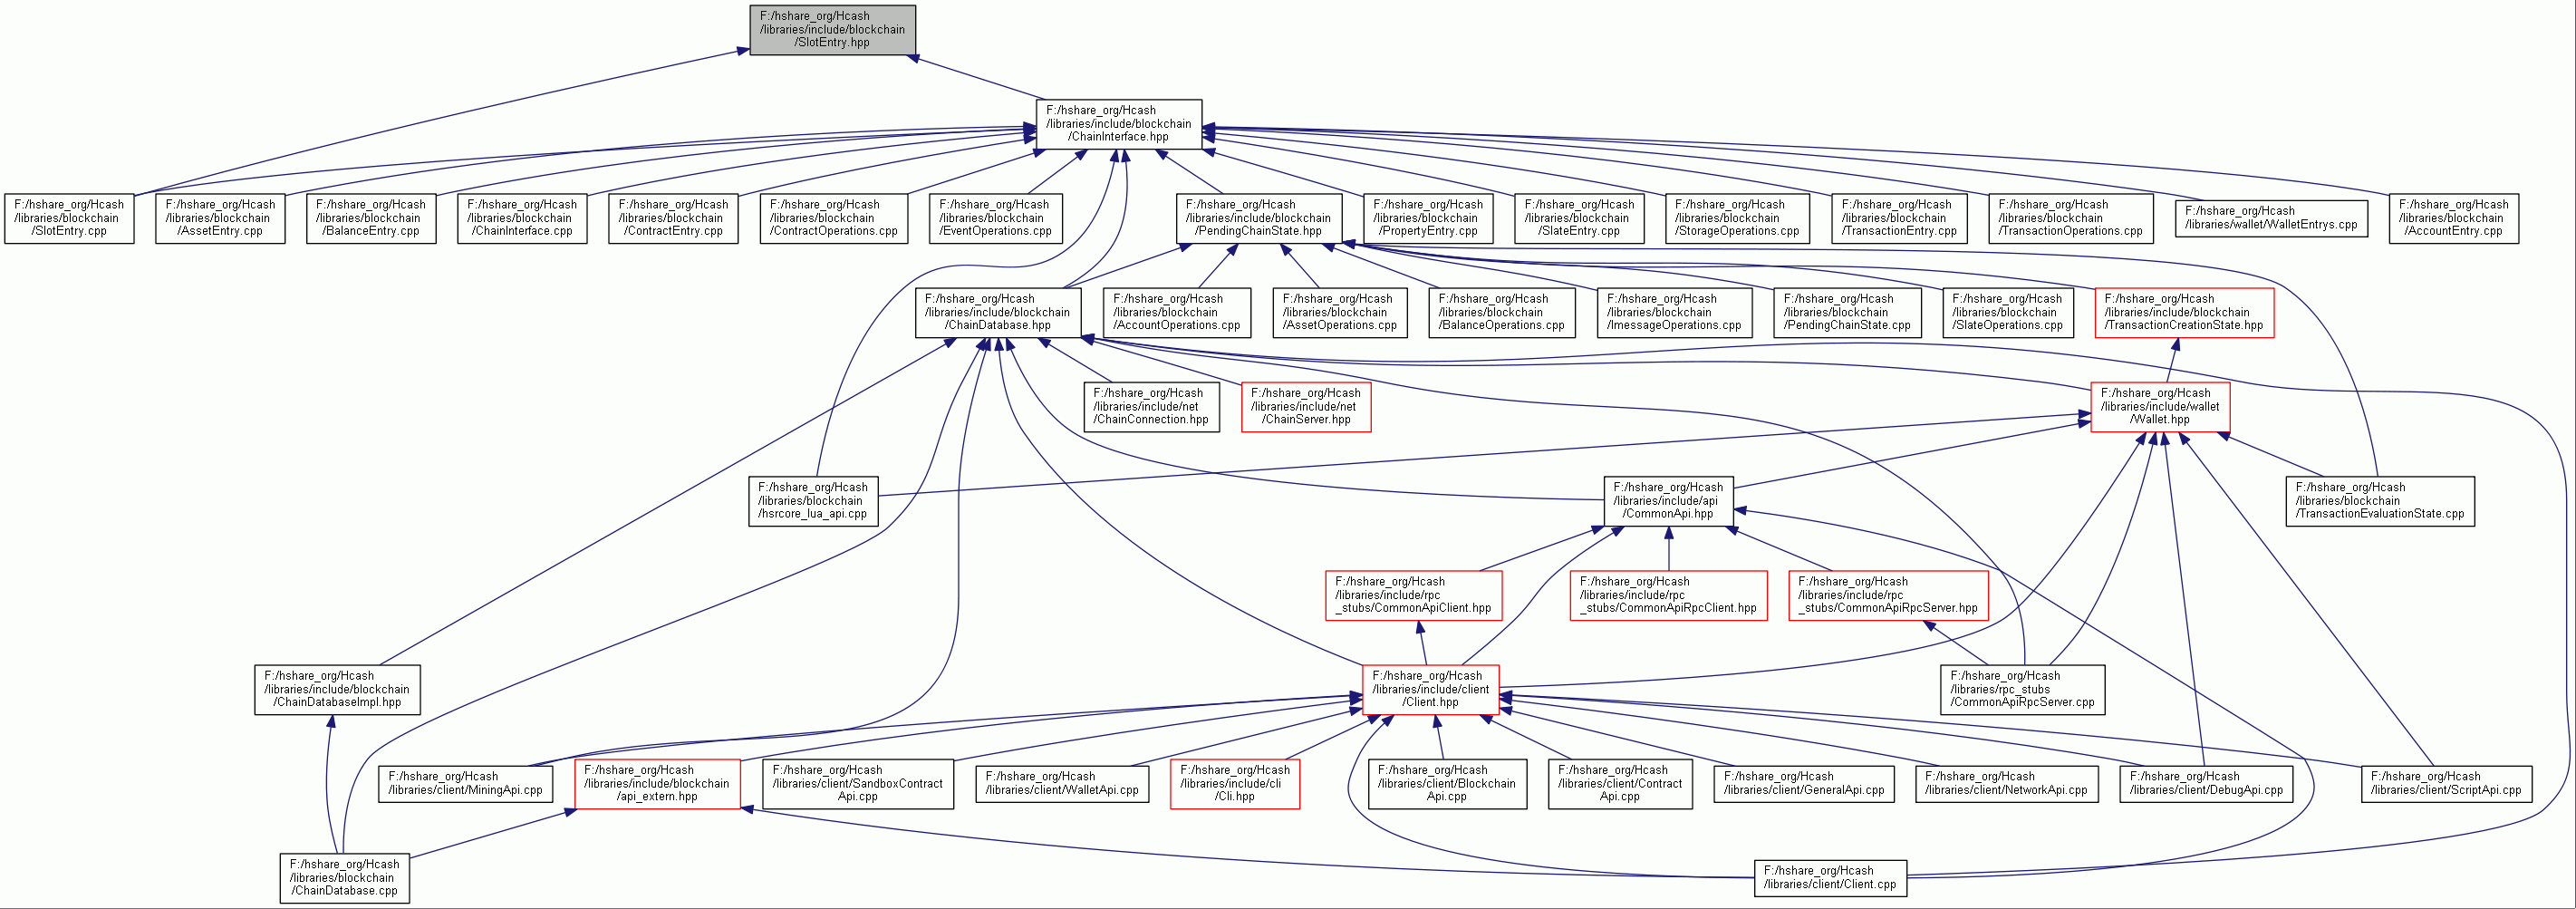 F:/hshare_org/Hcash
/libraries/include/blockchain
/SlotEntry.hpp
F:/hshare_org/Hcash
/libraries/include/blockchain
/ChainInterface.hpp
F:/hshare_org/Hcash
/libraries/blockchain
/SlotEntry.cpp
F:/hshare_org/Hcash
/libraries/blockchain
/AssetEntry.cpp
F:/hshare_org/Hcash
/libraries/blockchain
/BalanceEntry.cpp
F:/hshare_org/Hcash
/libraries/blockchain
/ChainInterface.cpp
F:/hshare_org/Hcash
/libraries/blockchain
/ContractEntry.cpp
F:/hshare_org/Hcash
/libraries/blockchain
/ContractOperations.cpp
F:/hshare_org/Hcash
/libraries/blockchain
/EventOperations.cpp
F:/hshare_org/Hcash
/libraries/include/blockchain
/PendingChainState.hpp
F:/hshare_org/Hcash
/libraries/blockchain
/PropertyEntry.cpp
F:/hshare_org/Hcash
/libraries/blockchain
/SlateEntry.cpp
F:/hshare_org/Hcash
/libraries/blockchain
/StorageOperations.cpp
F:/hshare_org/Hcash
/libraries/blockchain
/TransactionEntry.cpp
F:/hshare_org/Hcash
/libraries/blockchain
/TransactionOperations.cpp
F:/hshare_org/Hcash
/libraries/wallet/WalletEntrys.cpp
F:/hshare_org/Hcash
/libraries/blockchain
/AccountEntry.cpp
F:/hshare_org/Hcash
/libraries/include/blockchain
/ChainDatabase.hpp
F:/hshare_org/Hcash
/libraries/blockchain
/AccountOperations.cpp
F:/hshare_org/Hcash
/libraries/blockchain
/AssetOperations.cpp
F:/hshare_org/Hcash
/libraries/blockchain
/BalanceOperations.cpp
F:/hshare_org/Hcash
/libraries/blockchain
/ImessageOperations.cpp
F:/hshare_org/Hcash
/libraries/blockchain
/PendingChainState.cpp
F:/hshare_org/Hcash
/libraries/blockchain
/SlateOperations.cpp
F:/hshare_org/Hcash
/libraries/include/blockchain
/TransactionCreationState.hpp
F:/hshare_org/Hcash
/libraries/include/net
/ChainConnection.hpp
F:/hshare_org/Hcash
/libraries/include/net
/ChainServer.hpp
F:/hshare_org/Hcash
/libraries/include/wallet
/Wallet.hpp
F:/hshare_org/Hcash
/libraries/blockchain
/hsrcore_lua_api.cpp
F:/hshare_org/Hcash
/libraries/include/api
/CommonApi.hpp
F:/hshare_org/Hcash
/libraries/blockchain
/TransactionEvaluationState.cpp
F:/hshare_org/Hcash
/libraries/include/rpc
_stubs/CommonApiClient.hpp
F:/hshare_org/Hcash
/libraries/include/rpc
_stubs/CommonApiRpcClient.hpp
F:/hshare_org/Hcash
/libraries/include/rpc
_stubs/CommonApiRpcServer.hpp
F:/hshare_org/Hcash
/libraries/include/blockchain
/ChainDatabaseImpl.hpp
F:/hshare_org/Hcash
/libraries/include/client
/Client.hpp
F:/hshare_org/Hcash
/libraries/rpc_stubs
/CommonApiRpcServer.cpp
F:/hshare_org/Hcash
/libraries/client/MiningApi.cpp
F:/hshare_org/Hcash
/libraries/include/blockchain
/api_extern.hpp
F:/hshare_org/Hcash
/libraries/client/SandboxContract
Api.cpp
F:/hshare_org/Hcash
/libraries/client/WalletApi.cpp
F:/hshare_org/Hcash
/libraries/include/cli
/Cli.hpp
F:/hshare_org/Hcash
/libraries/client/Blockchain
Api.cpp
F:/hshare_org/Hcash
/libraries/client/Contract
Api.cpp
F:/hshare_org/Hcash
/libraries/client/GeneralApi.cpp
F:/hshare_org/Hcash
/libraries/client/NetworkApi.cpp
F:/hshare_org/Hcash
/libraries/client/DebugApi.cpp
F:/hshare_org/Hcash
/libraries/client/ScriptApi.cpp
F:/hshare_org/Hcash
/libraries/blockchain
/ChainDatabase.cpp
F:/hshare_org/Hcash
/libraries/client/Client.cpp